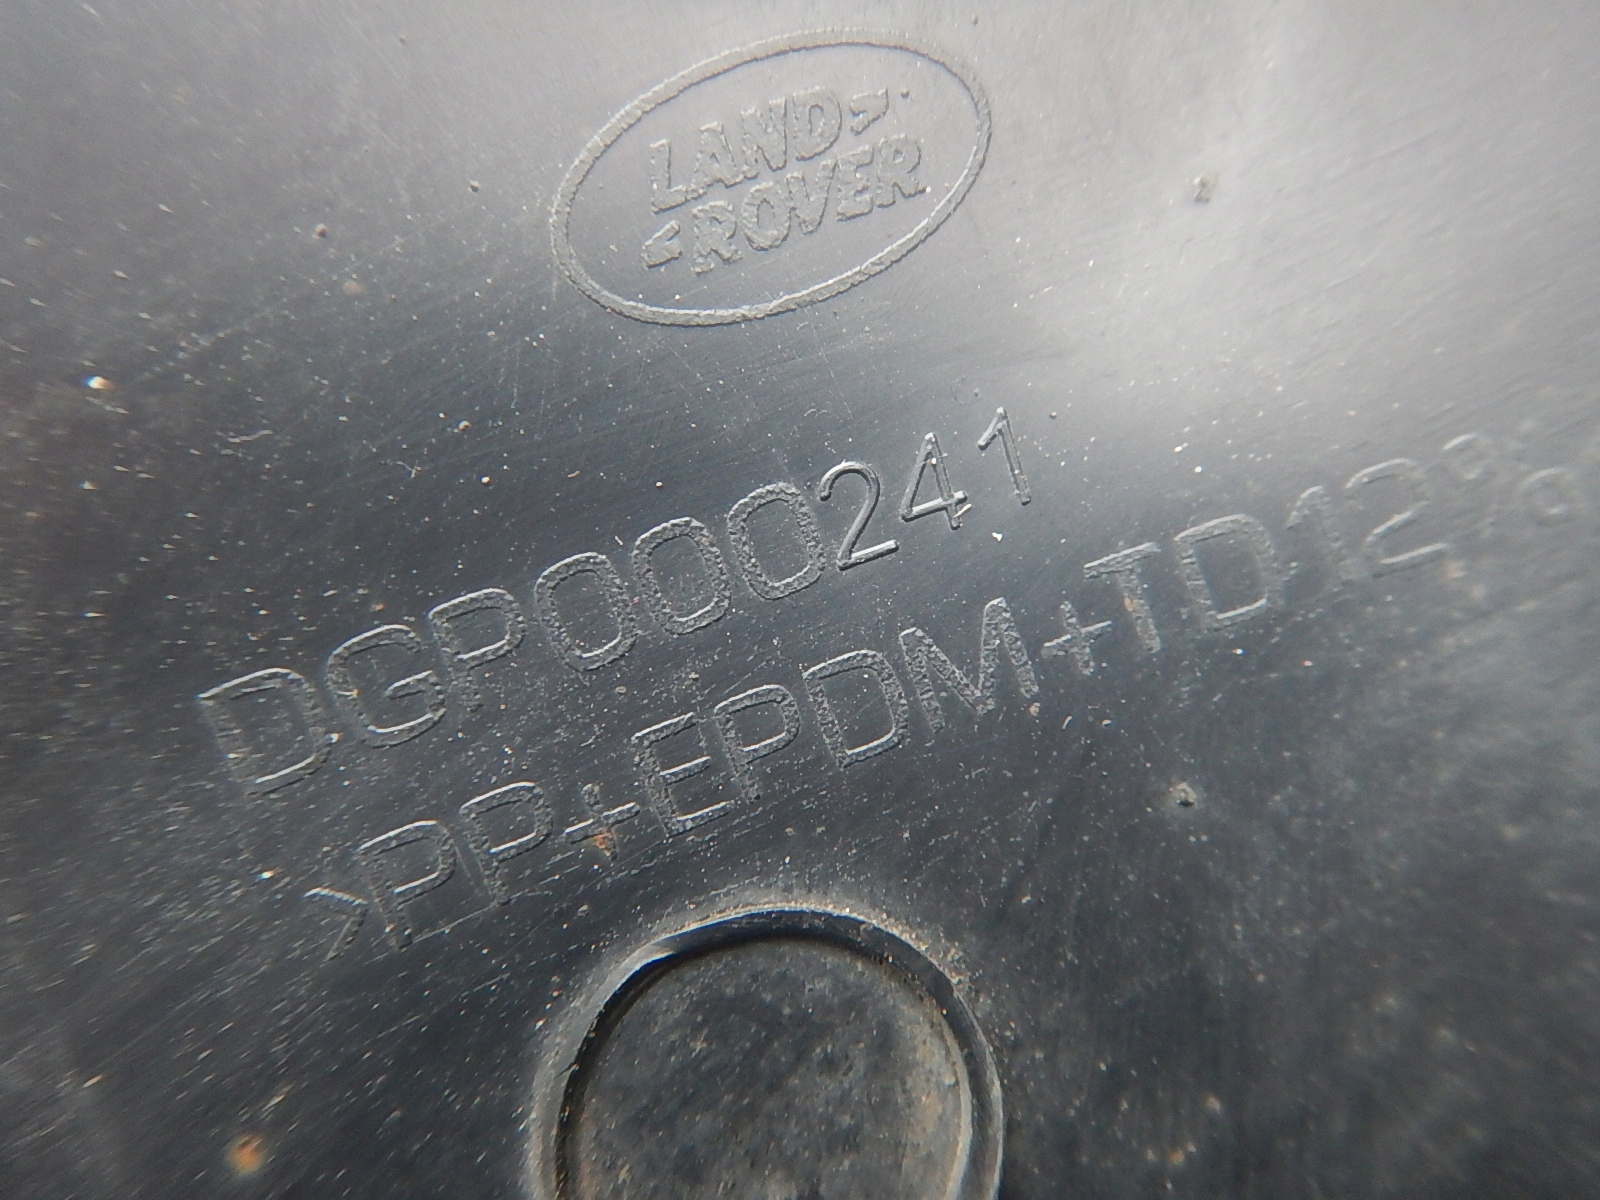 LAND>
<ROVER
DGP000241
>PP+EPDM+TD12%